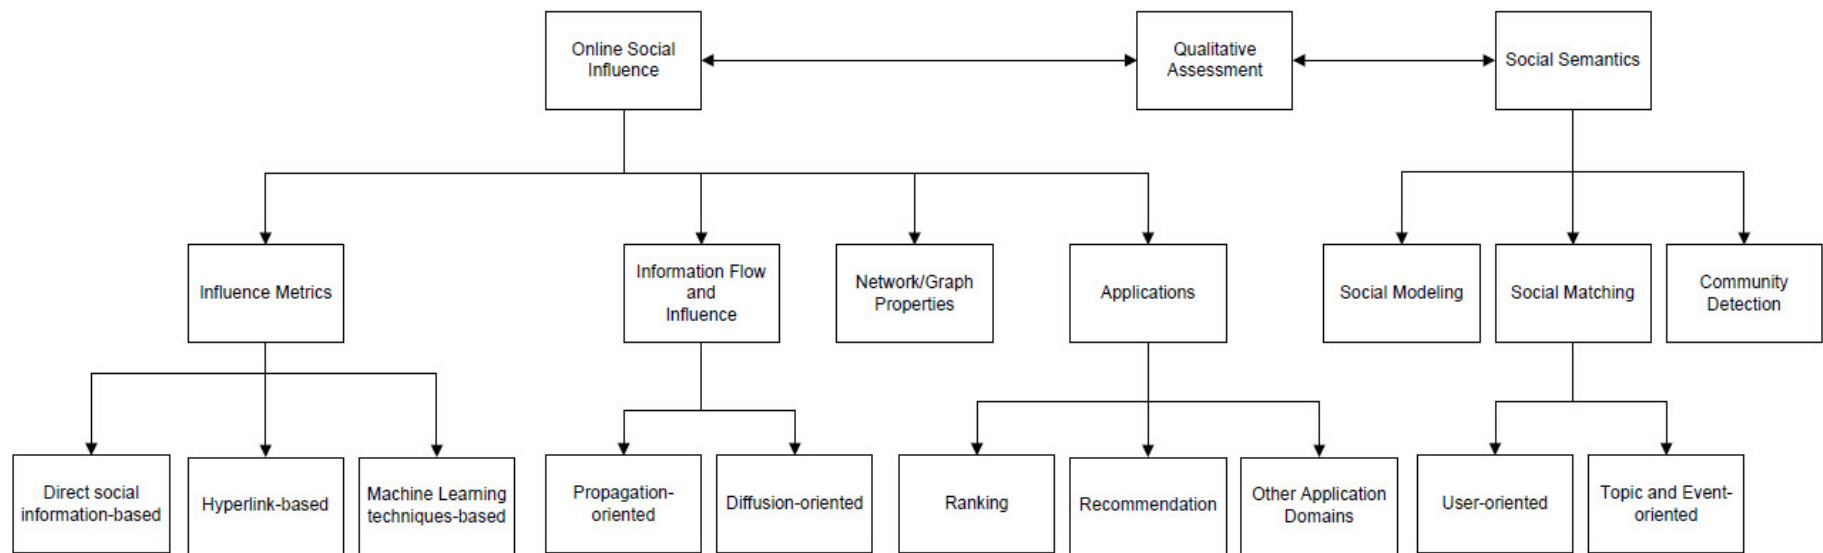 Online Social
Influence
Qualitative
Assessment
Social Semantics
Influence Metrics
Information Flow
and
Influence
Network/Graph
Properties
Applications
Social Modeling
Social Matching
Community
Detection
Direct social
information-based
Hyperlink-based
Machine Learning
techniques-based
Propagation-
oriented
Diffusion-oriented
Ranking
Recommendation
Other Application
Domains
User-oriented
Topic and Event-
oriented